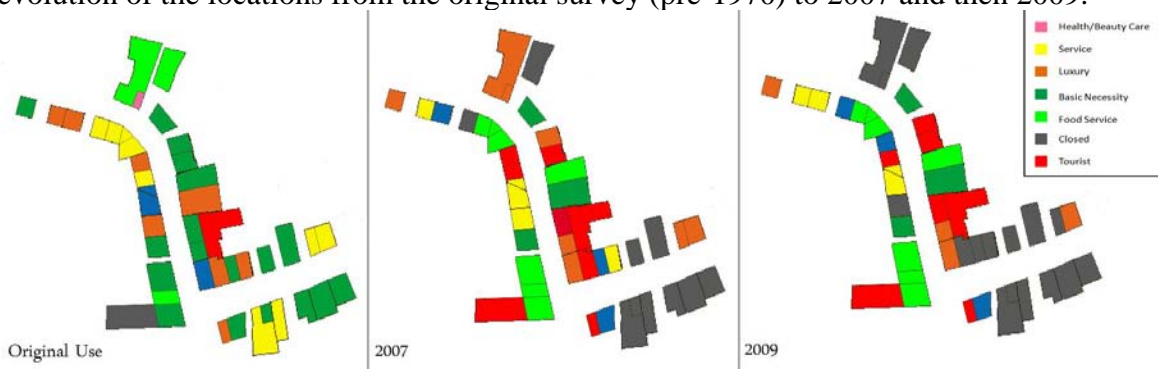 evolution of the locations from the original survey (pre-1970) to 2007 and then 2009.
Health/Beauty Care
Service
Luxury
Basic Necessity
Food Service
Closed
Tourist
Original Use
2007
2009